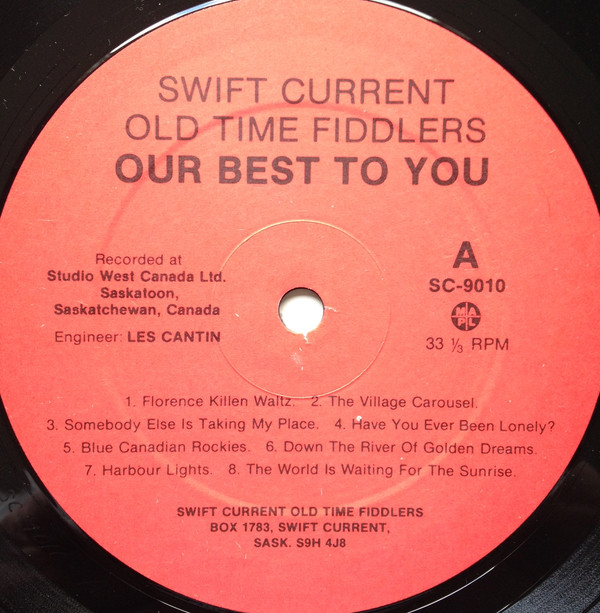 SWIFT CURRENT
OLD TIME FIDDLERS
OUR BEST TO YOU
Recorded at
Studio West Canada Ltd.
Saskatoon,
Saskatchewan, Canada
Engineer: LES CANTIN
A
SC-9010
MAPL
33 ⅓ RPM
1. Florence Killen Waltz. 2. The Village Carousel.
3. Somebody Else Is Taking My Place. 4. Have You Ever Been Lonely?
5. Blue Canadian Rockies. 6. Down The River Of Golden Dreams.
7. Harbour Lights. 8. The World Is Waiting For The Sunrise.
SWIFT CURRENT OLD TIME FIDDLERS
BOX 1783, SWIFT CURRENT,
SASK. S9H 4J8